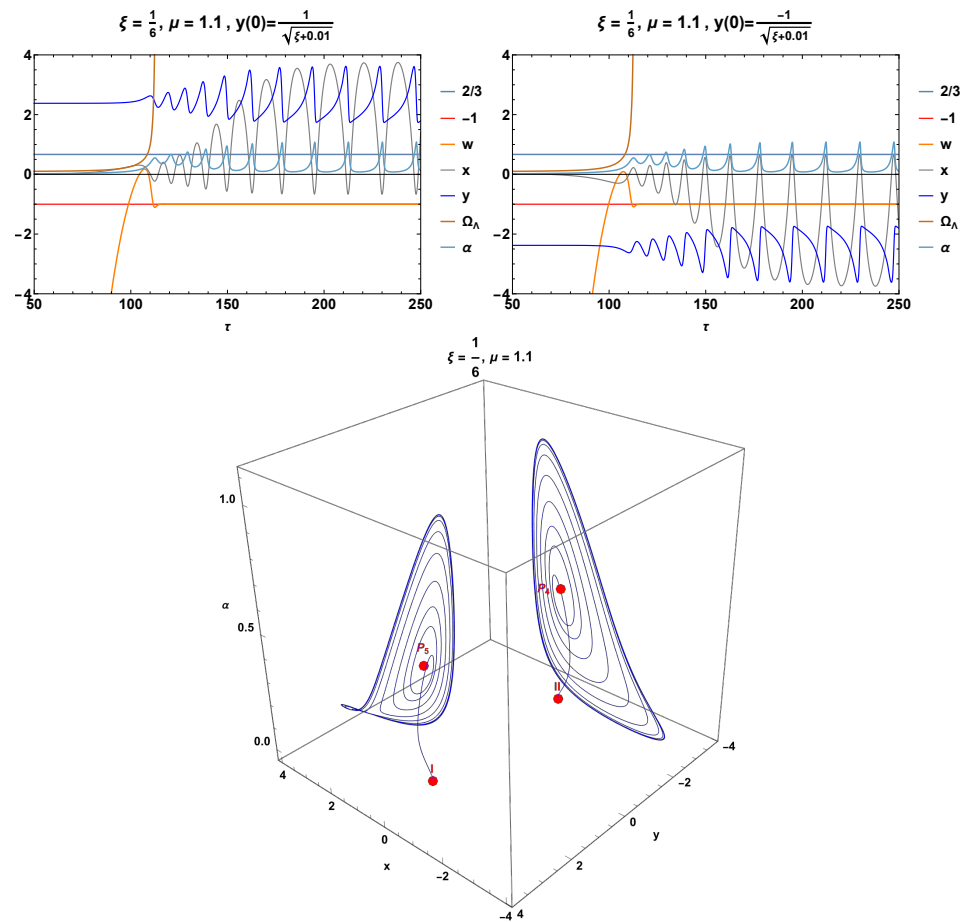 ξ = 1/6, μ = 1.1 , y(0)= 1/√(ξ+0.01)
4
2
0
−2
−4
50 100 150 200 250
τ
2/3
−1
w
x
y
Ω_Λ
α
ξ = 1/6, μ = 1.1 , y(0)= −1/√(ξ+0.01)
4
2
0
−2
−4
50 100 150 200 250
τ
2/3
−1
w
x
y
Ω_Λ
α
ξ = 1/6, μ = 1.1
1.0
α
0.5
0.0
P₅
P₄
I
II
4
2
0
−2
−4
x
4
2
0
−2
−4
y